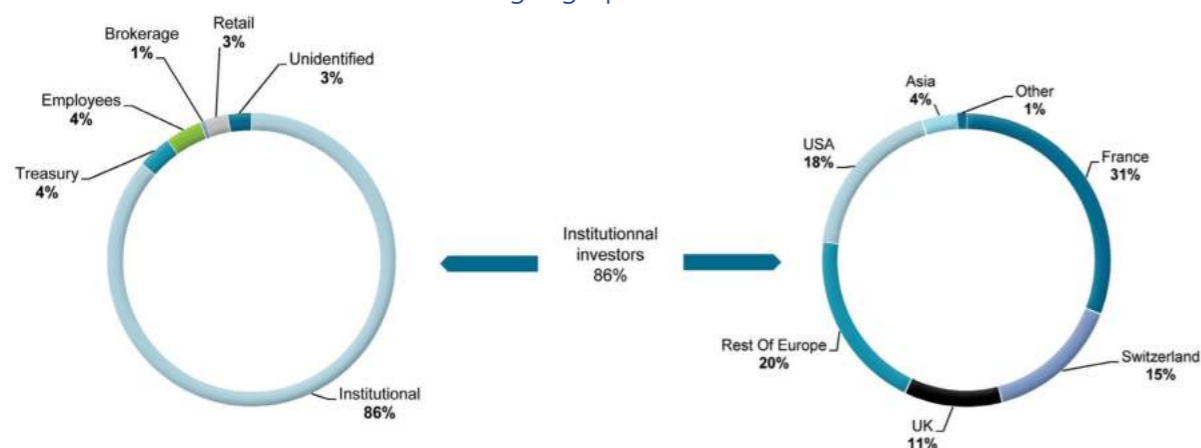 Brokerage
1%
Retail
3%
Unidentified
3%
Employees
4%
Treasury
4%
Institutional
86%
Institutionnal
investors
86%
Asia
4%
Other
1%
USA
18%
France
31%
Rest Of Europe
20%
Switzerland
15%
UK
11%